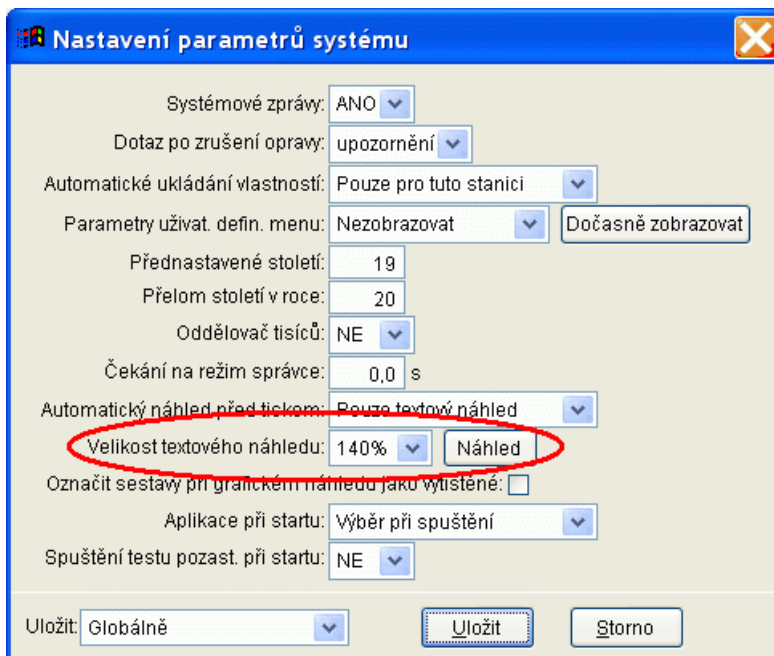 Nastavení parametrů systému
Systémové zprávy: ANO
Dotaz po zrušení opravy: upozornění
Automatické ukládání vlastností: Pouze pro tuto stanici
Parametry uživat. defin. menu: Nezobrazovat Dočasně zobrazovat
Přednastavené století: 19
Přelom století v roce: 20
Oddělovač tisíců: NE
Čekání na režim správce: 0,0 s
Automatický náhled před tiskem: Pouze textový náhled
Velikost textového náhledu: 140% Náhled
Označit sestavy při grafickém náhledu jako vytištěné:
Aplikace při startu: Výběr při spuštění
Spuštění testu pozast. při startu: NE
Uložit: Globálně Uložit Storno